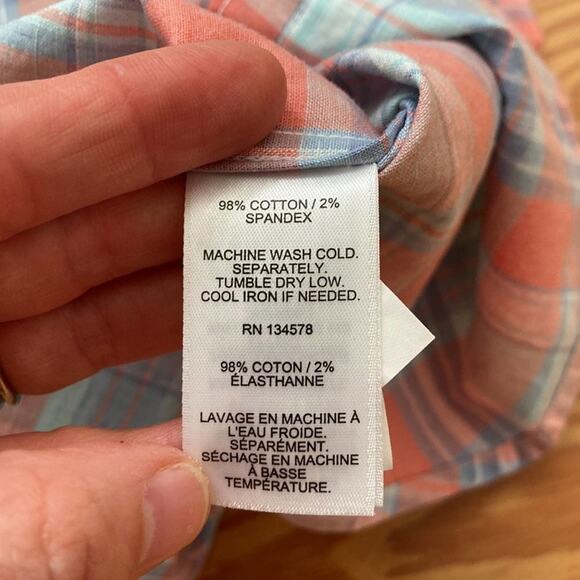 98% COTTON / 2%
SPANDEX
MACHINE WASH COLD.
SEPARATELY.
TUMBLE DRY LOW.
COOL IRON IF NEEDED.
RN 134578
98% COTON / 2%
ÉLASTHANNE
LAVAGE EN MACHINE À
L'EAU FROIDE.
SÉPARÉMENT.
SÉCHAGE EN MACHINE
À BASSE
TEMPÉRATURE.